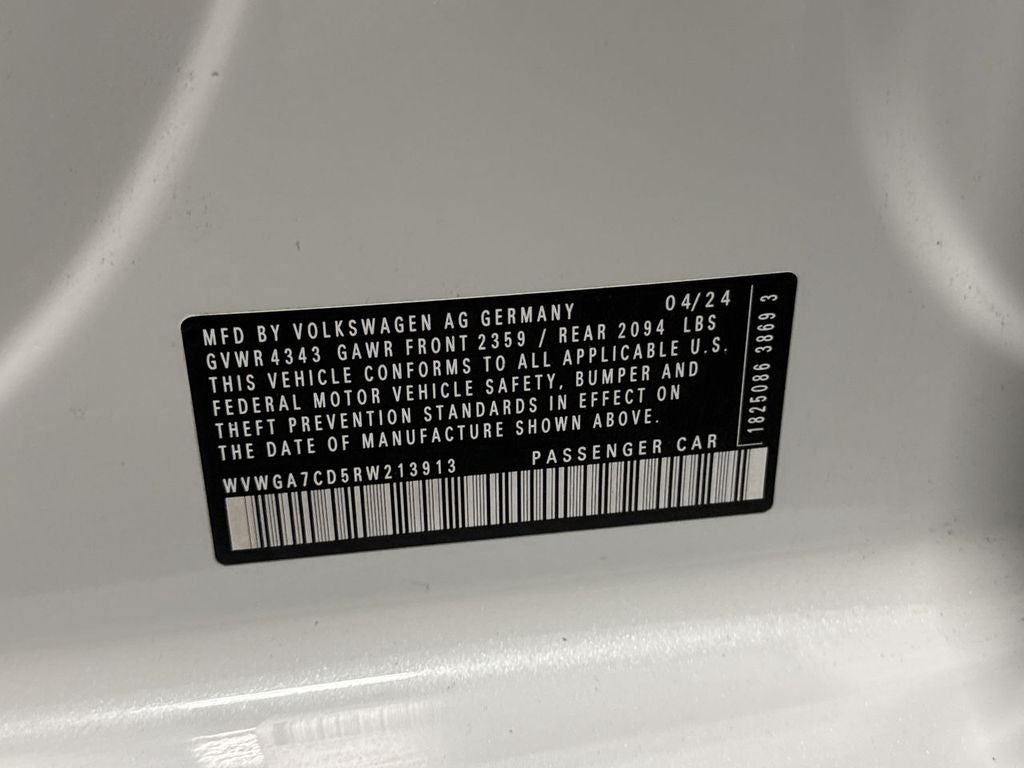 MFD BY VOLKSWAGEN AG GERMANY 04/24
GVWR 4343 GAWR FRONT 2359 / REAR 2094 LBS
THIS VEHICLE CONFORMS TO ALL APPLICABLE U.S.
FEDERAL MOTOR VEHICLE SAFETY, BUMPER AND
THEFT PREVENTION STANDARDS IN EFFECT ON
THE DATE OF MANUFACTURE SHOWN ABOVE.
WVWGA7CD5RW213913 PASSENGER CAR
1825086 3869 3